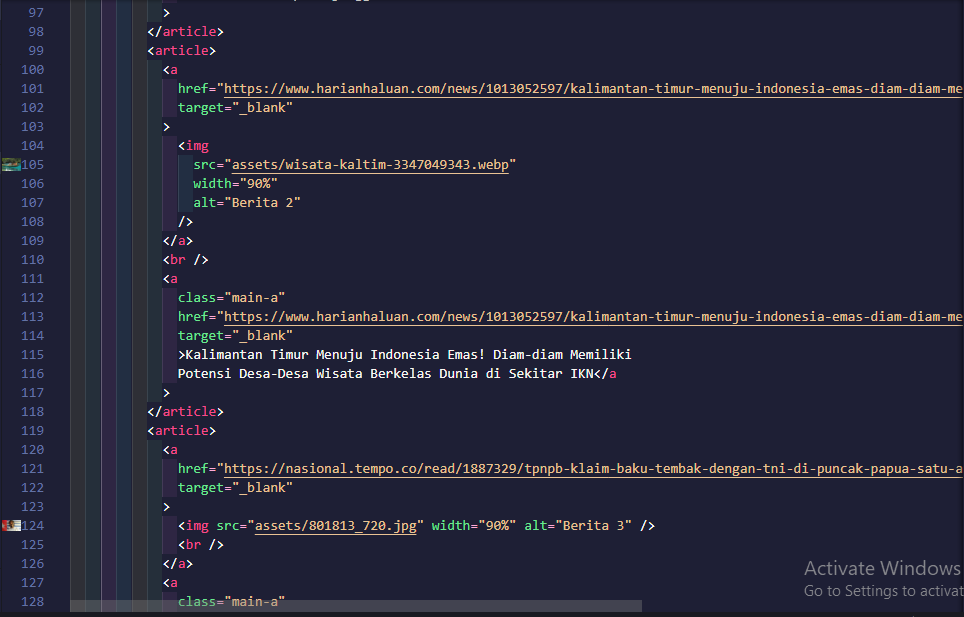 97 >
98 </article>
99 <article>
100 <a
101 href="https://www.harianhaluan.com/news/1013052597/kalimantan-timur-menuju-indonesia-emas-diam-diam-me
102 target="_blank"
103 >
104 <img
105 src="assets/wisata-kaltim-3347049343.webp"
106 width="90%"
107 alt="Berita 2"
108 />
109 </a>
110 <br />
111 <a
112 class="main-a"
113 href="https://www.harianhaluan.com/news/1013052597/kalimantan-timur-menuju-indonesia-emas-diam-diam-me
114 target="_blank"
115 >Kalimantan Timur Menuju Indonesia Emas! Diam-diam Memiliki
116 Potensi Desa-Desa Wisata Berkelas Dunia di Sekitar IKN</a
117 >
118 </article>
119 <article>
120 <a
121 href="https://nasional.tempo.co/read/1887329/tpnpb-klaim-baku-tembak-dengan-tni-di-puncak-papua-satu-a
122 target="_blank"
123 >
124 <img src="assets/801813_720.jpg" width="90%" alt="Berita 3" />
125 <br />
126 </a>
127 <a
128 class="main-a"
Activate Windows
Go to Settings to activat